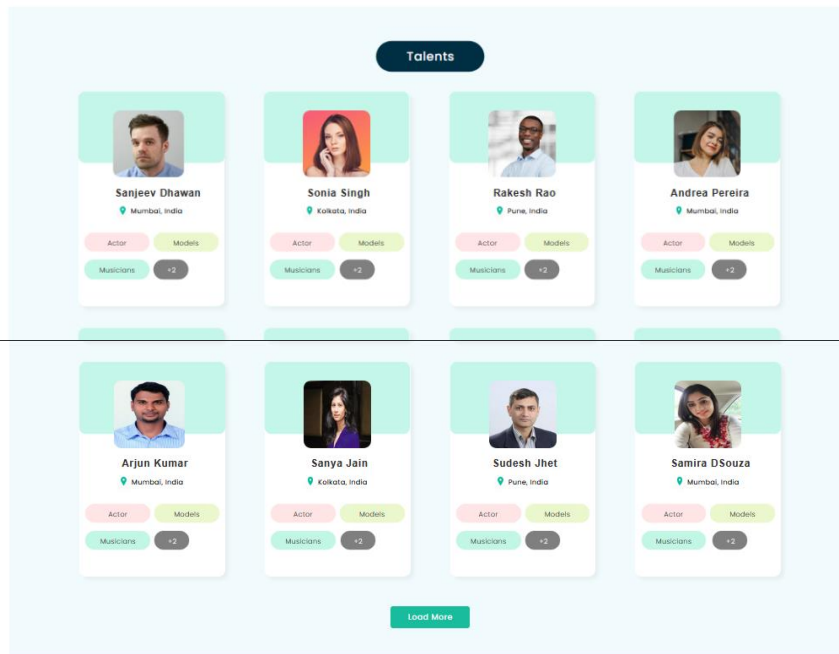 Talents
Sanjeev Dhawan
Mumbai, India
Actor Models
Musicians +2
Sonia Singh
Kolkata, India
Actor Models
Musicians +2
Rakesh Rao
Pune, India
Actor Models
Musicians +2
Andrea Pereira
Mumbai, India
Actor Models
Musicians +2
Arjun Kumar
Mumbai, India
Actor Models
Musicians +2
Sanya Jain
Kolkata, India
Actor Models
Musicians +2
Sudesh Jhet
Pune, India
Actor Models
Musicians +2
Samira DSouza
Mumbai, India
Actor Models
Musicians +2
Load More